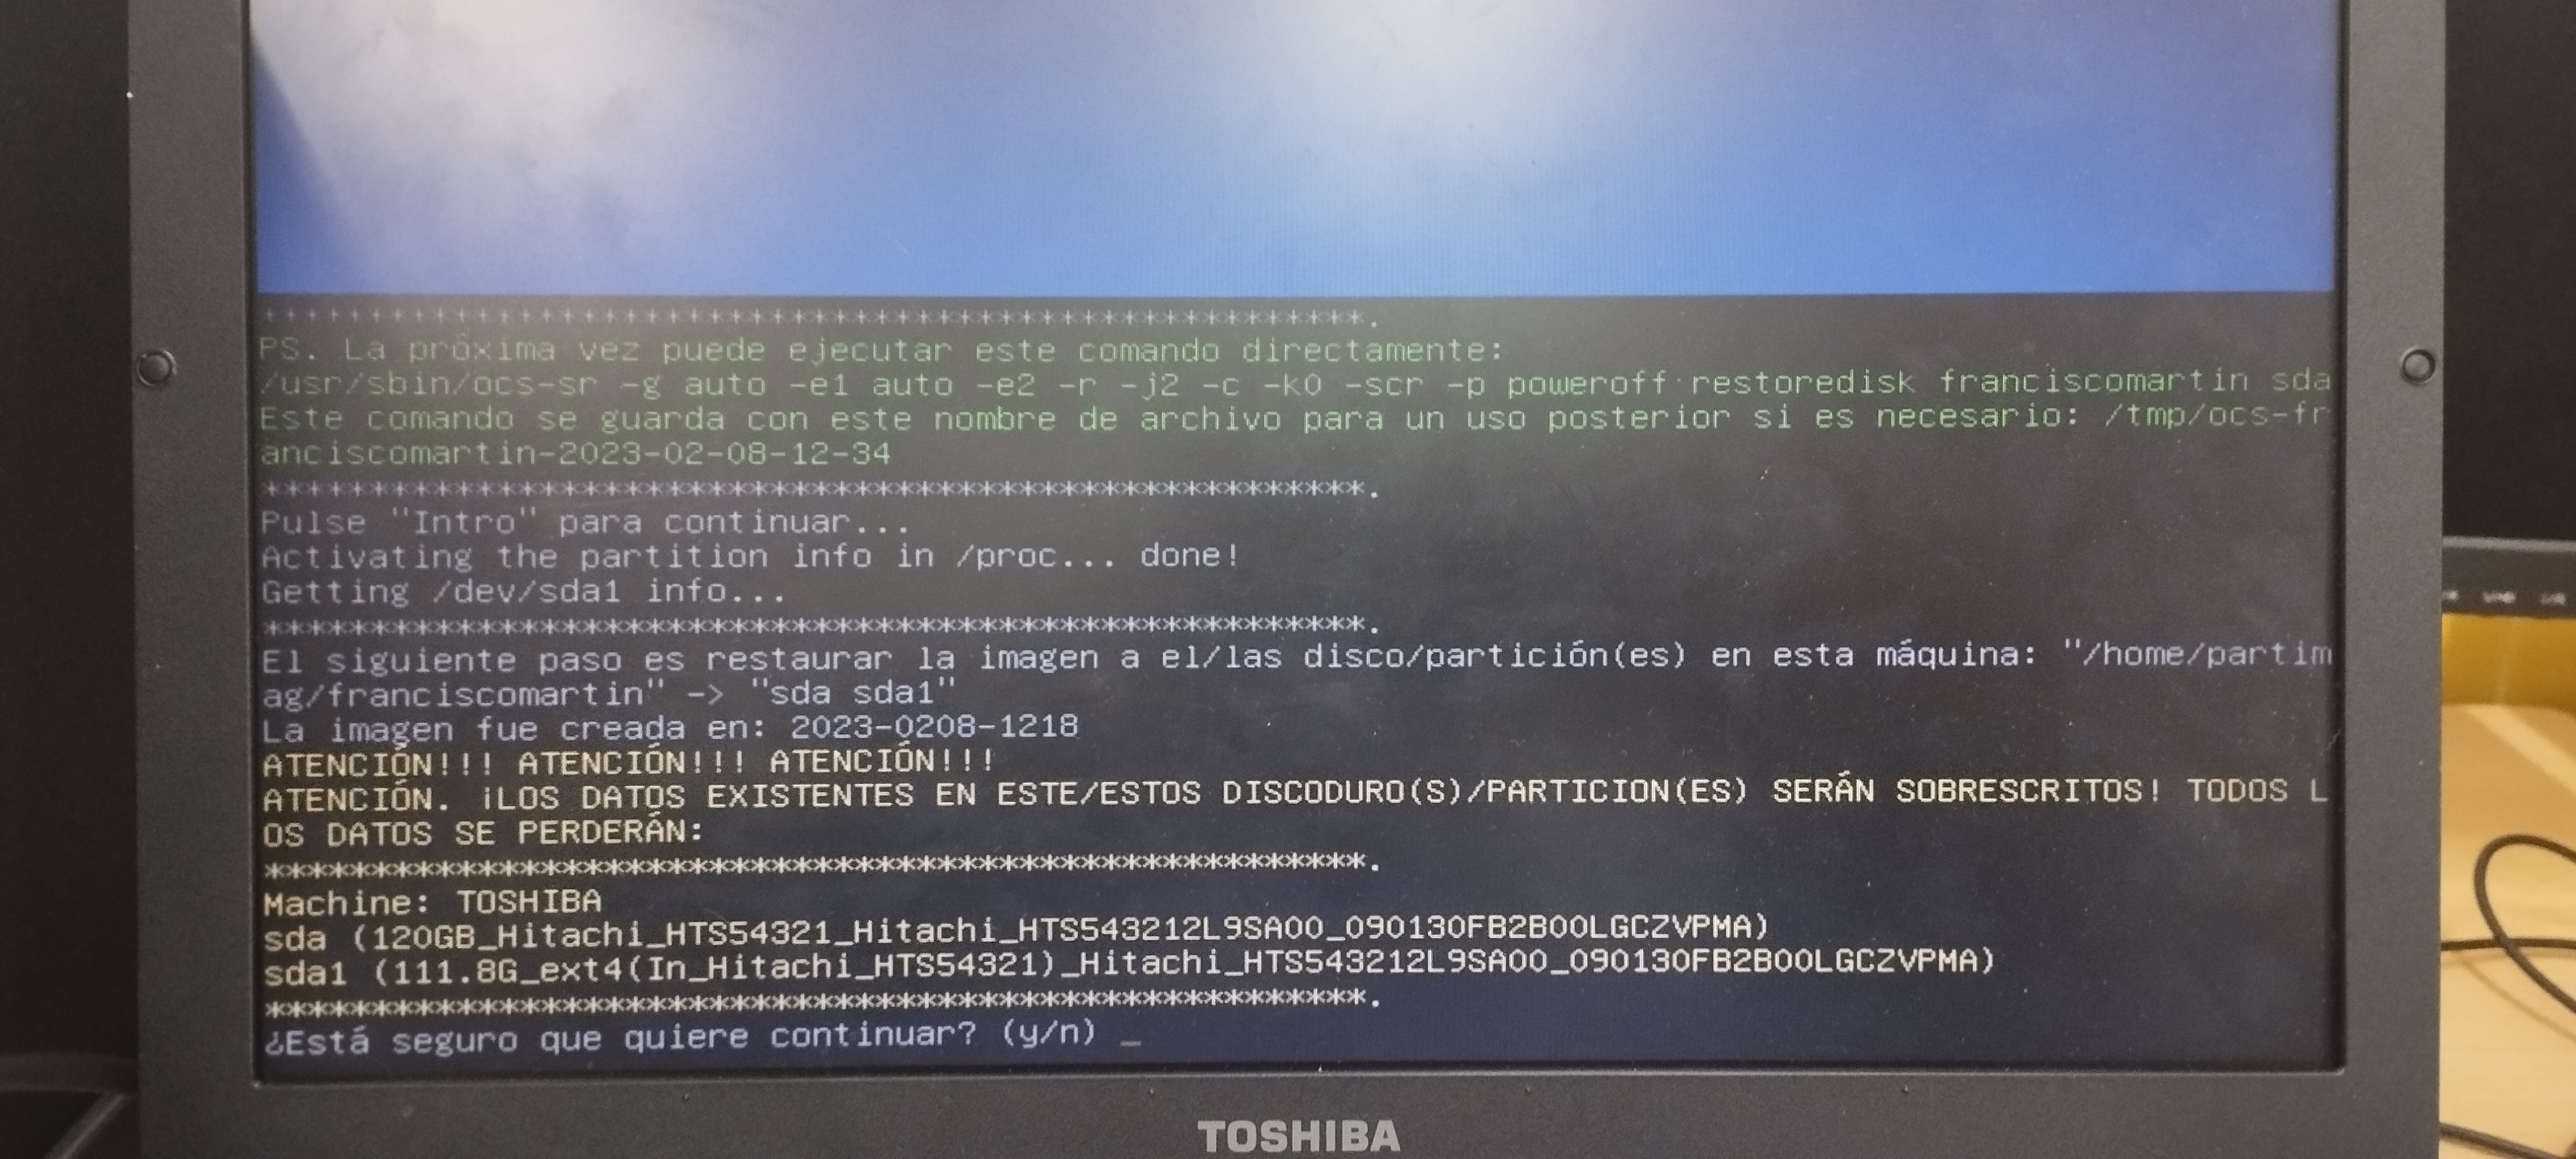 *****************************************************.
PS. La próxima vez puede ejecutar este comando directamente:
/usr/sbin/ocs-sr -g auto -e1 auto -e2 -r -j2 -c -k0 -scr -p poweroff restoredisk franciscomartin sda
Este comando se guarda con este nombre de archivo para un uso posterior si es necesario: /tmp/ocs-fr
anciscomartin-2023-02-08-12-34
*****************************************************.
Pulse "Intro" para continuar...
Activating the partition info in /proc... done!
Getting /dev/sda1 info...
*****************************************************.
El siguiente paso es restaurar la imagen a el/las disco/partición(es) en esta máquina: "/home/partim
ag/franciscomartin" -> "sda sda1"
La imagen fue creada en: 2023-0208-1218
ATENCIÓN!!! ATENCIÓN!!! ATENCIÓN!!!
ATENCIÓN. ¡LOS DATOS EXISTENTES EN ESTE/ESTOS DISCODURO(S)/PARTICION(ES) SERÁN SOBRESCRITOS! TODOS L
OS DATOS SE PERDERÁN:
*****************************************************.
Machine: TOSHIBA
sda (120GB_Hitachi_HTS54321_Hitachi_HTS543212L9SA00_090130FB2B00LGCZVPMA)
sda1 (111.8G_ext4(In_Hitachi_HTS54321)_Hitachi_HTS543212L9SA00_090130FB2B00LGCZVPMA)
*****************************************************.
¿Está seguro que quiere continuar? (y/n) _
TOSHIBA